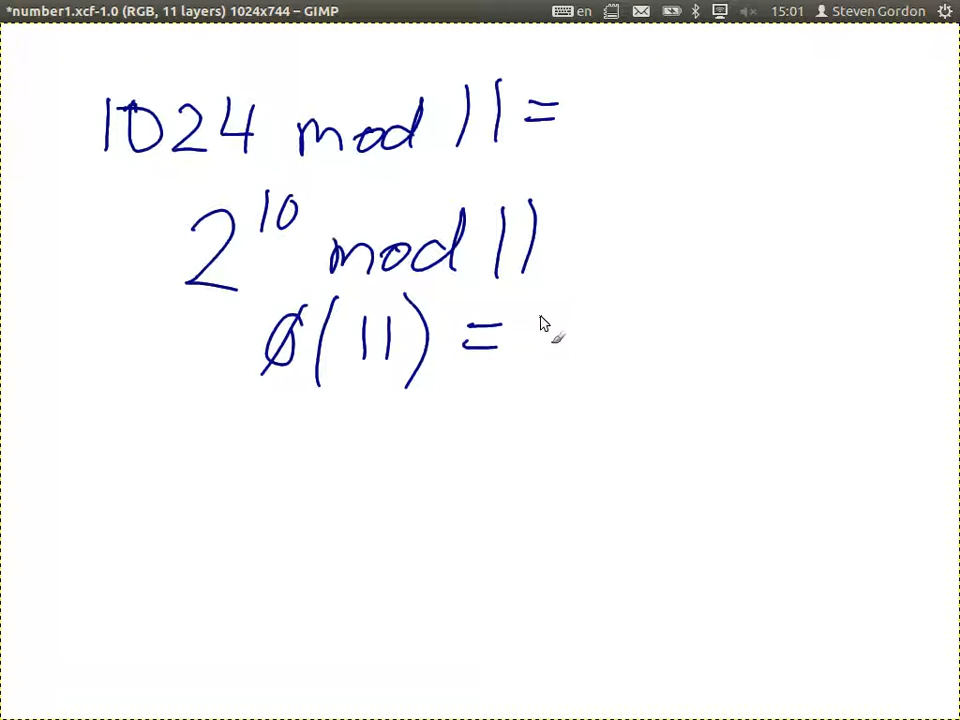 *number1.xcf-1.0 (RGB, 11 layers) 1024x744 – GIMP en 15:01 Steven Gordon
1024 mod 11 =
2^10 mod 11
φ(11) =